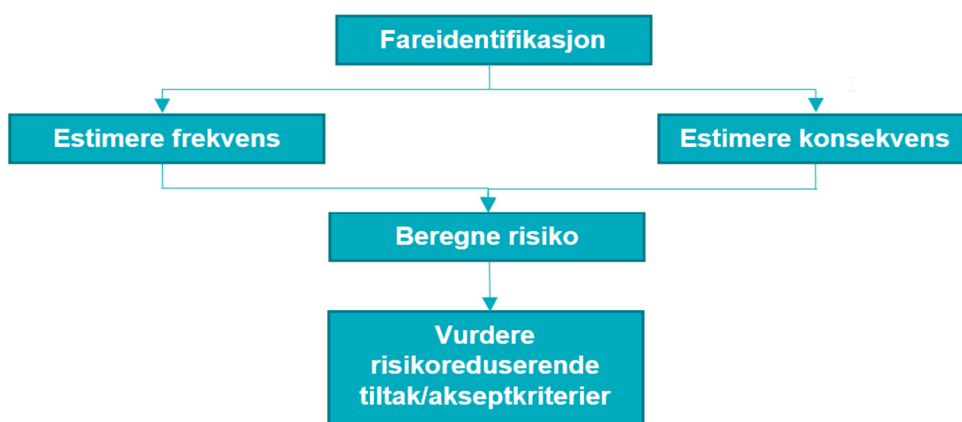 Fareidentifikasjon
Estimere frekvens
Estimere konsekvens
Beregne risiko
Vurdere
risikoreduserende
tiltak/akseptkriterier